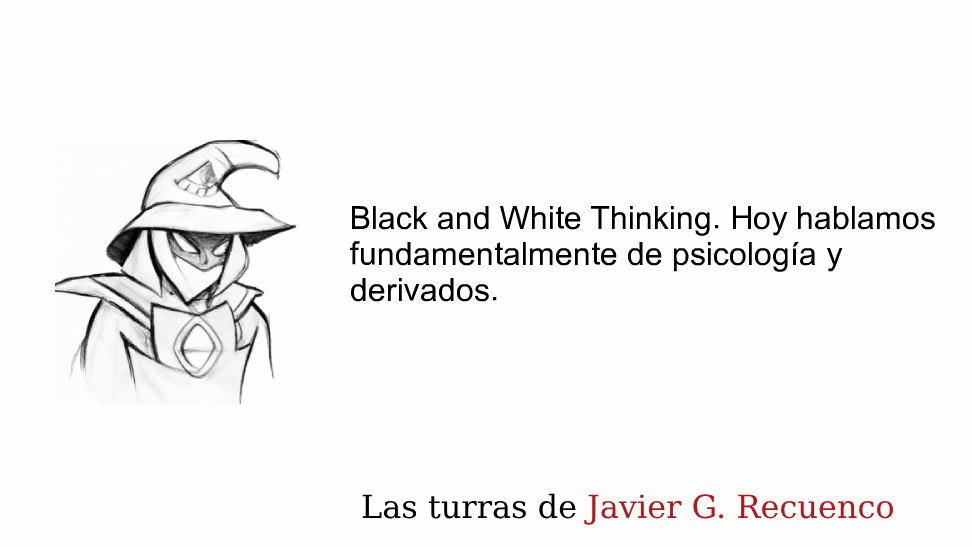 Black and White Thinking. Hoy hablamos
fundamentalmente de psicología y
derivados.
Las turras de Javier G. Recuenco